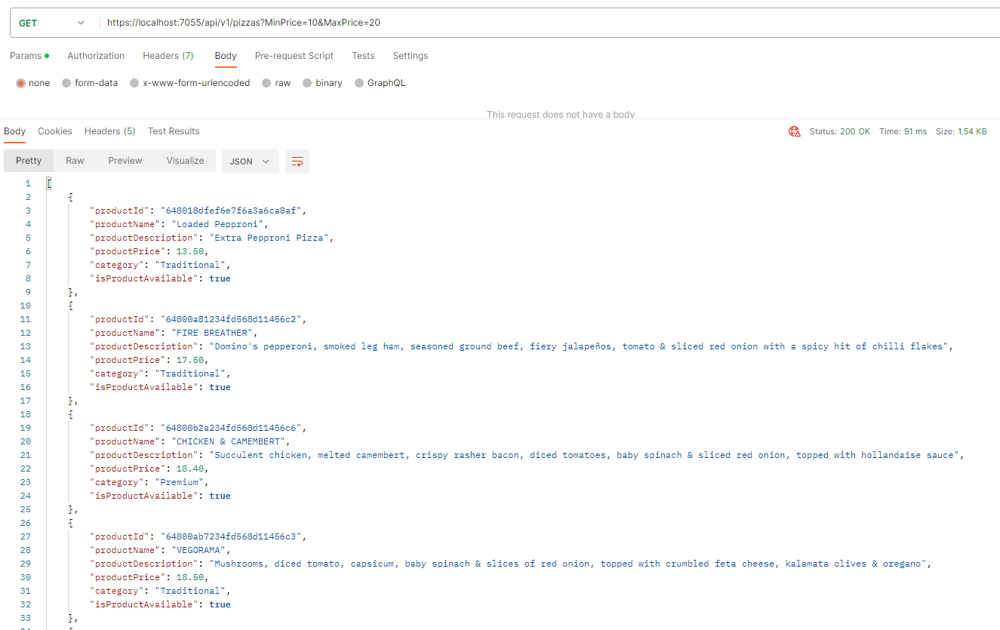 GET https://localhost:7055/api/v1/pizzas?MinPrice=10&MaxPrice=20
Params Authorization Headers (7) Body Pre-request Script Tests Settings
none form-data x-www-form-urlencoded raw binary GraphQL
This request does not have a body
Body Cookies Headers (5) Test Results Status: 200 OK Time: 91 ms Size: 1.54 KB
Pretty Raw Preview Visualize JSON
1 [
2 {
3 "productId": "648018dfef6e7f6a3a6ca8af",
4 "productName": "Loaded Pepproni",
5 "productDescription": "Extra Pepproni Pizza",
6 "productPrice": 13.50,
7 "category": "Traditional",
8 "isProductAvailable": true
9 },
10 {
11 "productId": "64800a81234fd568d11456c2",
12 "productName": "FIRE BREATHER",
13 "productDescription": "Domino's pepperoni, smoked leg ham, seasoned ground beef, fiery jalapeños, tomato & sliced red onion with a spicy hit of chilli flakes",
14 "productPrice": 17.50,
15 "category": "Traditional",
16 "isProductAvailable": true
17 },
18 {
19 "productId": "64800b2a234fd568d11456c6",
20 "productName": "CHICKEN & CAMEMBERT",
21 "productDescription": "Succulent chicken, melted camembert, crispy rasher bacon, diced tomatoes, baby spinach & sliced red onion, topped with hollandaise sauce",
22 "productPrice": 18.40,
23 "category": "Premium",
24 "isProductAvailable": true
25 },
26 {
27 "productId": "64800ab7234fd568d11456c3",
28 "productName": "VEGORAMA",
29 "productDescription": "Mushrooms, diced tomato, capsicum, baby spinach & slices of red onion, topped with crumbled feta cheese, kalamata olives & oregano",
30 "productPrice": 18.50,
31 "category": "Traditional",
32 "isProductAvailable": true
33 },